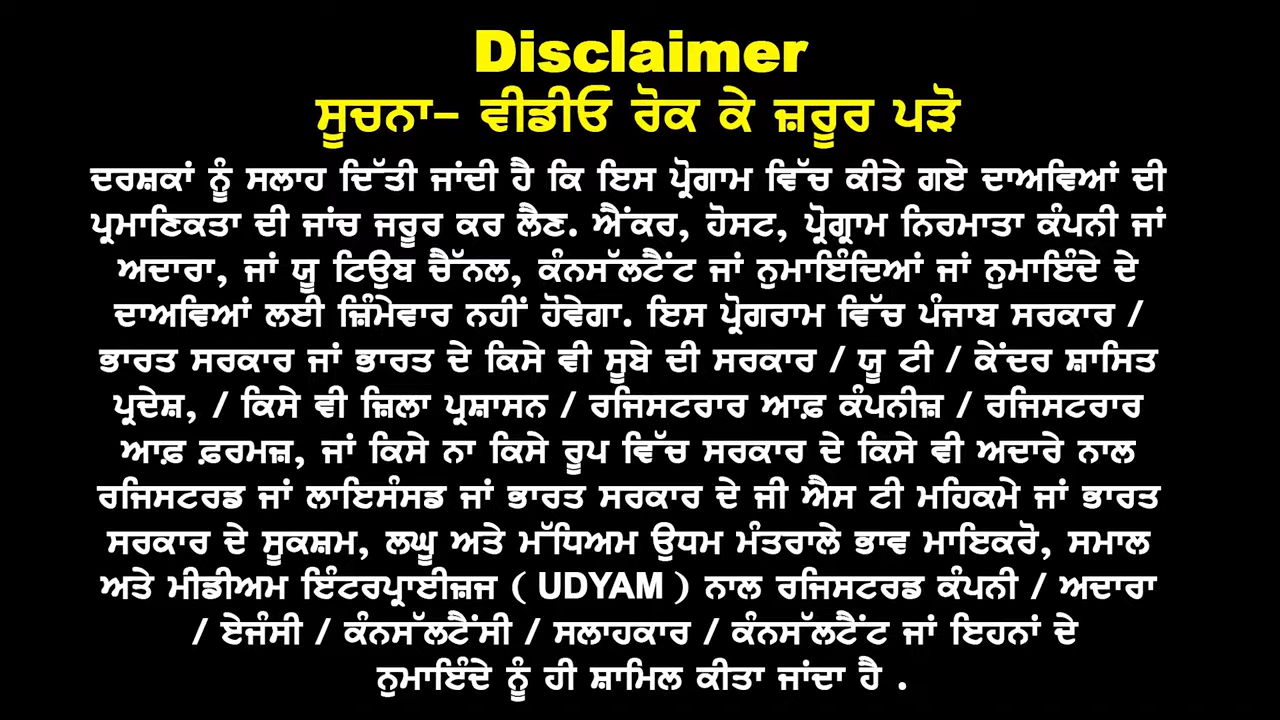 Disclaimer
ਸੂਚਨਾ- ਵੀਡੀਓ ਰੋਕ ਕੇ ਜ਼ਰੂਰ ਪੜੋ
ਦਰਸ਼ਕਾਂ ਨੂੰ ਸਲਾਹ ਦਿੱਤੀ ਜਾਂਦੀ ਹੈ ਕਿ ਇਸ ਪ੍ਰੋਗਾਮ ਵਿੱਚ ਕੀਤੇ ਗਏ ਦਾਅਵਿਆਂ ਦੀ
ਪ੍ਰਮਾਣਿਕਤਾ ਦੀ ਜਾਂਚ ਜਰੂਰ ਕਰ ਲੈਣ. ਐਂਕਰ, ਹੋਸਟ, ਪ੍ਰੋਗ੍ਰਾਮ ਨਿਰਮਾਤਾ ਕੰਪਨੀ ਜਾਂ
ਅਦਾਰਾ, ਜਾਂ ਯੂ ਟਿਉਬ ਚੈੱਨਲ, ਕੰਨਸੱਲਟੈਂਟ ਜਾਂ ਨੁਮਾਇੰਦਿਆਂ ਜਾਂ ਨੁਮਾਇੰਦੇ ਦੇ
ਦਾਅਵਿਆਂ ਲਈ ਜ਼ਿੰਮੇਵਾਰ ਨਹੀਂ ਹੋਵੇਗਾ. ਇਸ ਪ੍ਰੋਗਰਾਮ ਵਿੱਚ ਪੰਜਾਬ ਸਰਕਾਰ /
ਭਾਰਤ ਸਰਕਾਰ ਜਾਂ ਭਾਰਤ ਦੇ ਕਿਸੇ ਵੀ ਸੂਬੇ ਦੀ ਸਰਕਾਰ / ਯੂ ਟੀ / ਕੇਂਦਰ ਸ਼ਾਸਿਤ
ਪ੍ਰਦੇਸ਼, / ਕਿਸੇ ਵੀ ਜ਼ਿਲਾ ਪ੍ਰਸ਼ਾਸਨ / ਰਜਿਸਟਰਾਰ ਆਫ਼ ਕੰਪਨੀਜ਼ / ਰਜਿਸਟਰਾਰ
ਆਫ਼ ਫ਼ਰਮਜ਼, ਜਾਂ ਕਿਸੇ ਨਾ ਕਿਸੇ ਰੂਪ ਵਿੱਚ ਸਰਕਾਰ ਦੇ ਕਿਸੇ ਵੀ ਅਦਾਰੇ ਨਾਲ
ਰਜਿਸਟਰਡ ਜਾਂ ਲਾਇਸੰਸਡ ਜਾਂ ਭਾਰਤ ਸਰਕਾਰ ਦੇ ਜੀ ਐਸ ਟੀ ਮਹਿਕਮੇ ਜਾਂ ਭਾਰਤ
ਸਰਕਾਰ ਦੇ ਸੂਕਸ਼ਮ, ਲਘੂ ਅਤੇ ਮੱਧਿਅਮ ਉਧਮ ਮੰਤਰਾਲੇ ਭਾਵ ਮਾਇਕਰੋ, ਸਮਾਲ
ਅਤੇ ਮੀਡੀਅਮ ਇੰਟਰਪ੍ਰਾਈਜ਼ਜ ( UDYAM ) ਨਾਲ ਰਜਿਸਟਰਡ ਕੰਪਨੀ / ਅਦਾਰਾ
/ ਏਜੰਸੀ / ਕੰਨਸੱਲਟੈਂਸੀ / ਸਲਾਹਕਾਰ / ਕੰਨਸੱਲਟੈਂਟ ਜਾਂ ਇਹਨਾਂ ਦੇ
ਨੁਮਾਇੰਦੇ ਨੂੰ ਹੀ ਸ਼ਾਮਿਲ ਕੀਤਾ ਜਾਂਦਾ ਹੈ .